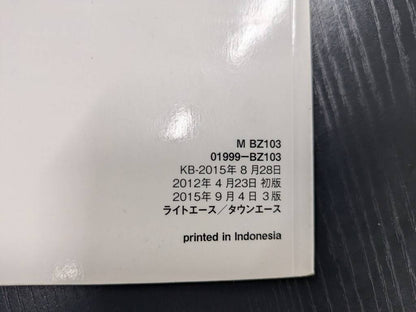 M BZ103
01999-BZ103
KB-2015年 8 月28日
2012年 4 月23日 初版
2015年 9 月 4 日 3 版
ライトエース/タウンエース
printed in Indonesia